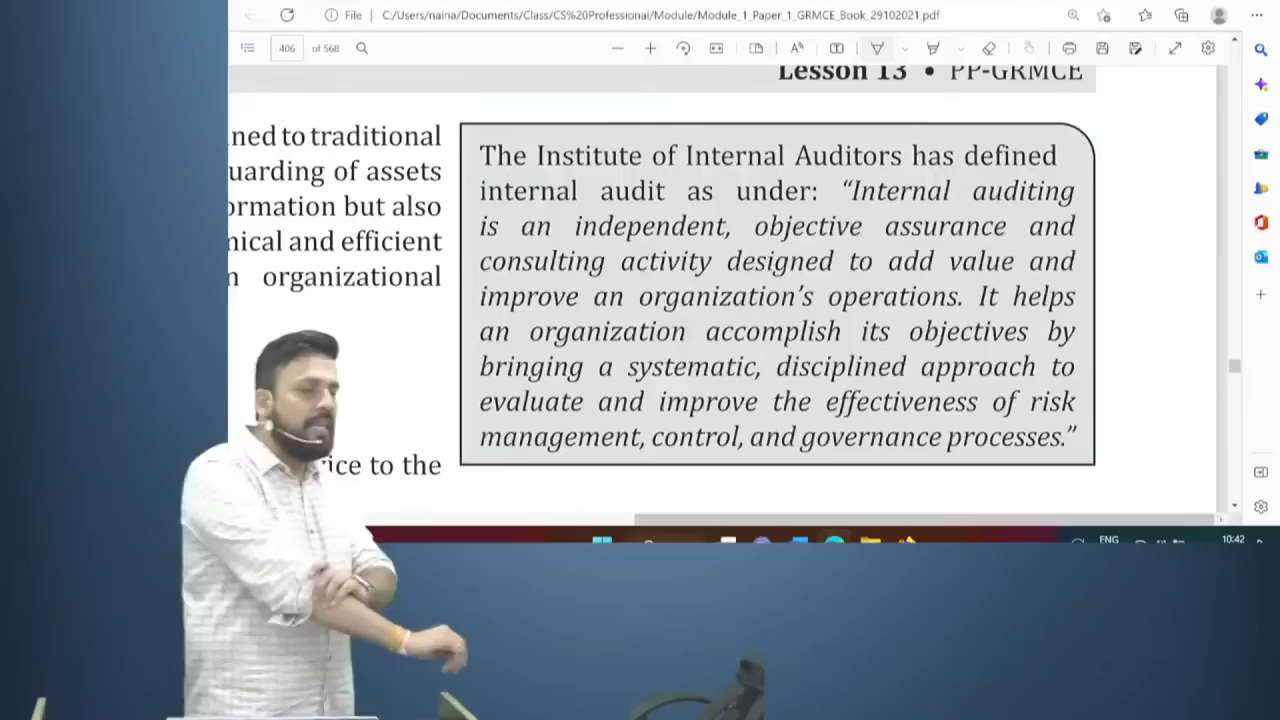 File
C:/Users/naina/Documents/Class/CS%20Professional/Module/Module_1_Paper_1_GRMCE_Book_29102021.pdf
406 of 568
Lesson 13 • PP-GRMCE
ned to traditional
uarding of assets
ormation but also
nical and efficient
organizational
ice to the
The Institute of Internal Auditors has defined
internal audit as under: “Internal auditing
is an independent, objective assurance and
consulting activity designed to add value and
improve an organization’s operations. It helps
an organization accomplish its objectives by
bringing a systematic, disciplined approach to
evaluate and improve the effectiveness of risk
management, control, and governance processes.”
ENG
10:42